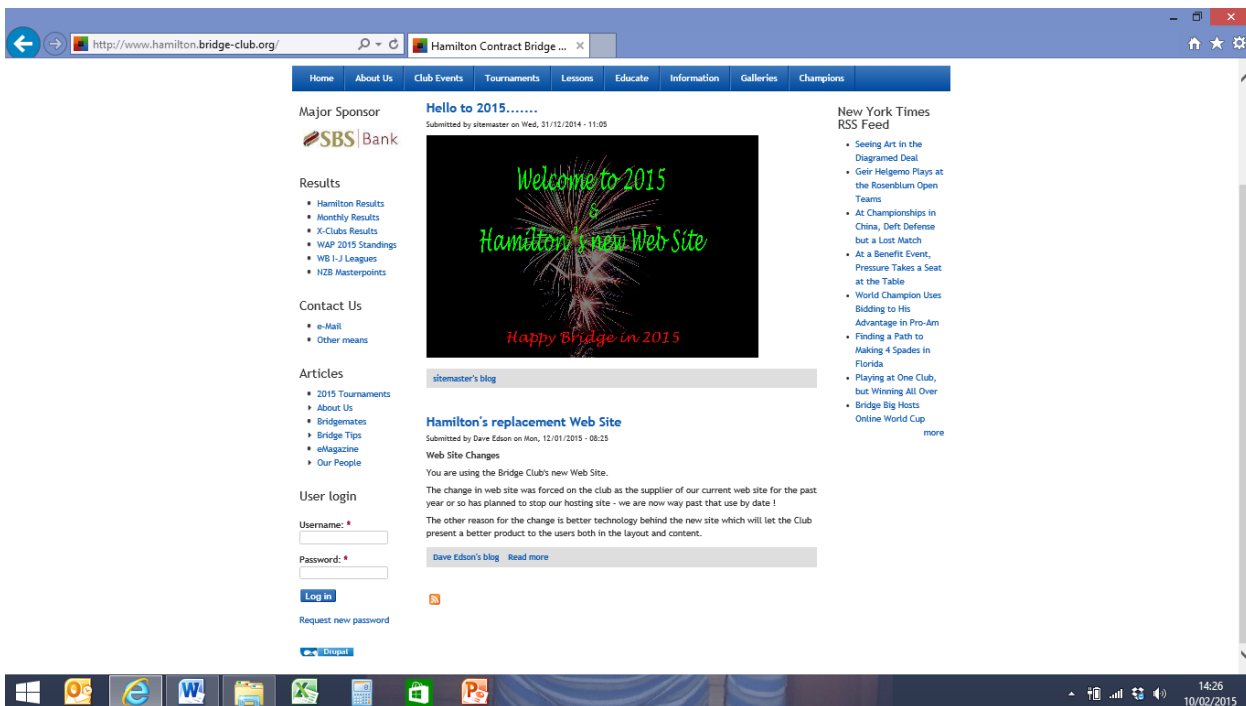 http://www.hamilton.bridge-club.org/
Hamilton Contract Bridge ...
Home About Us Club Events Tournaments Lessons Educate Information Galleries Champions
Major Sponsor
SBS Bank
Results
Hamilton Results
Monthly Results
X-Clubs Results
WAP 2015 Standings
WB I-J Leagues
NZB Masterpoints
Contact Us
e-Mail
Other means
Articles
2015 Tournaments
About Us
Bridgemates
Bridge Tips
eMagazine
Our People
User login
Username: *
Password: *
Log in
Request new password
Drupal
Hello to 2015.......
Submitted by sitemaster on Wed, 31/12/2014 - 11:05
Welcome to 2015
&
Hamilton's new Web Site
Happy Bridge in 2015
sitemaster's blog
Hamilton's replacement Web Site
Submitted by Dave Edson on Mon, 12/01/2015 - 08:25
Web Site Changes
You are using the Bridge Club's new Web Site.
The change in web site was forced on the club as the supplier of our current web site for the past
year or so has planned to stop our hosting site - we are now way past that use by date !
The other reason for the change is better technology behind the new site which will let the Club
present a better product to the users both in the layout and content.
Dave Edson's blog Read more
New York Times
RSS Feed
Seeing Art in the
Diagramed Deal
Geir Helgemo Plays at
the Rosenblum Open
Teams
At Championships in
China, Deft Defense
but a Lost Match
At a Benefit Event,
Pressure Takes a Seat
at the Table
World Champion Uses
Bidding to His
Advantage in Pro-Am
Finding a Path to
Making 4 Spades in
Florida
Playing at One Club,
but Winning All Over
Bridge Big Hosts
Online World Cup
more
14:26
10/02/2015